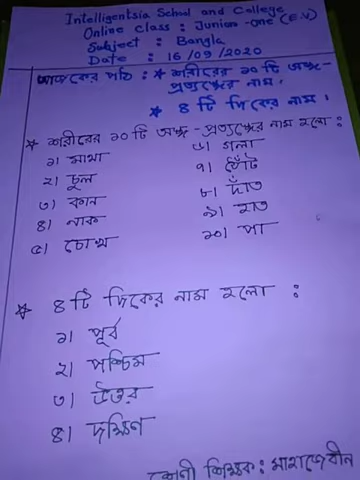 Intelligentsia School and College
Online Class : Junior-one (E.V)
Subject : Bangla
Date : 16/09/2020
আজকের পাঠ : * শরীরের ১০টি অঙ্গ-
প্রত্যঙ্গের নাম।
* ৪টি দিকের নাম।
* শরীরের ১০টি অঙ্গ-প্রত্যঙ্গের নাম হলো :
১। মাথা
২। চুল
৩। কান
৪। নাক
৫। চোখ
৬। গলা
৭। ঠোঁট
৮। দাঁত
৯। হাত
১০। পা
* ৪টি দিকের নাম হলো :
১। পূর্ব
২। পশ্চিম
৩। উত্তর
৪। দক্ষিণ
শ্রেণী শিক্ষক : মাহজেবীন